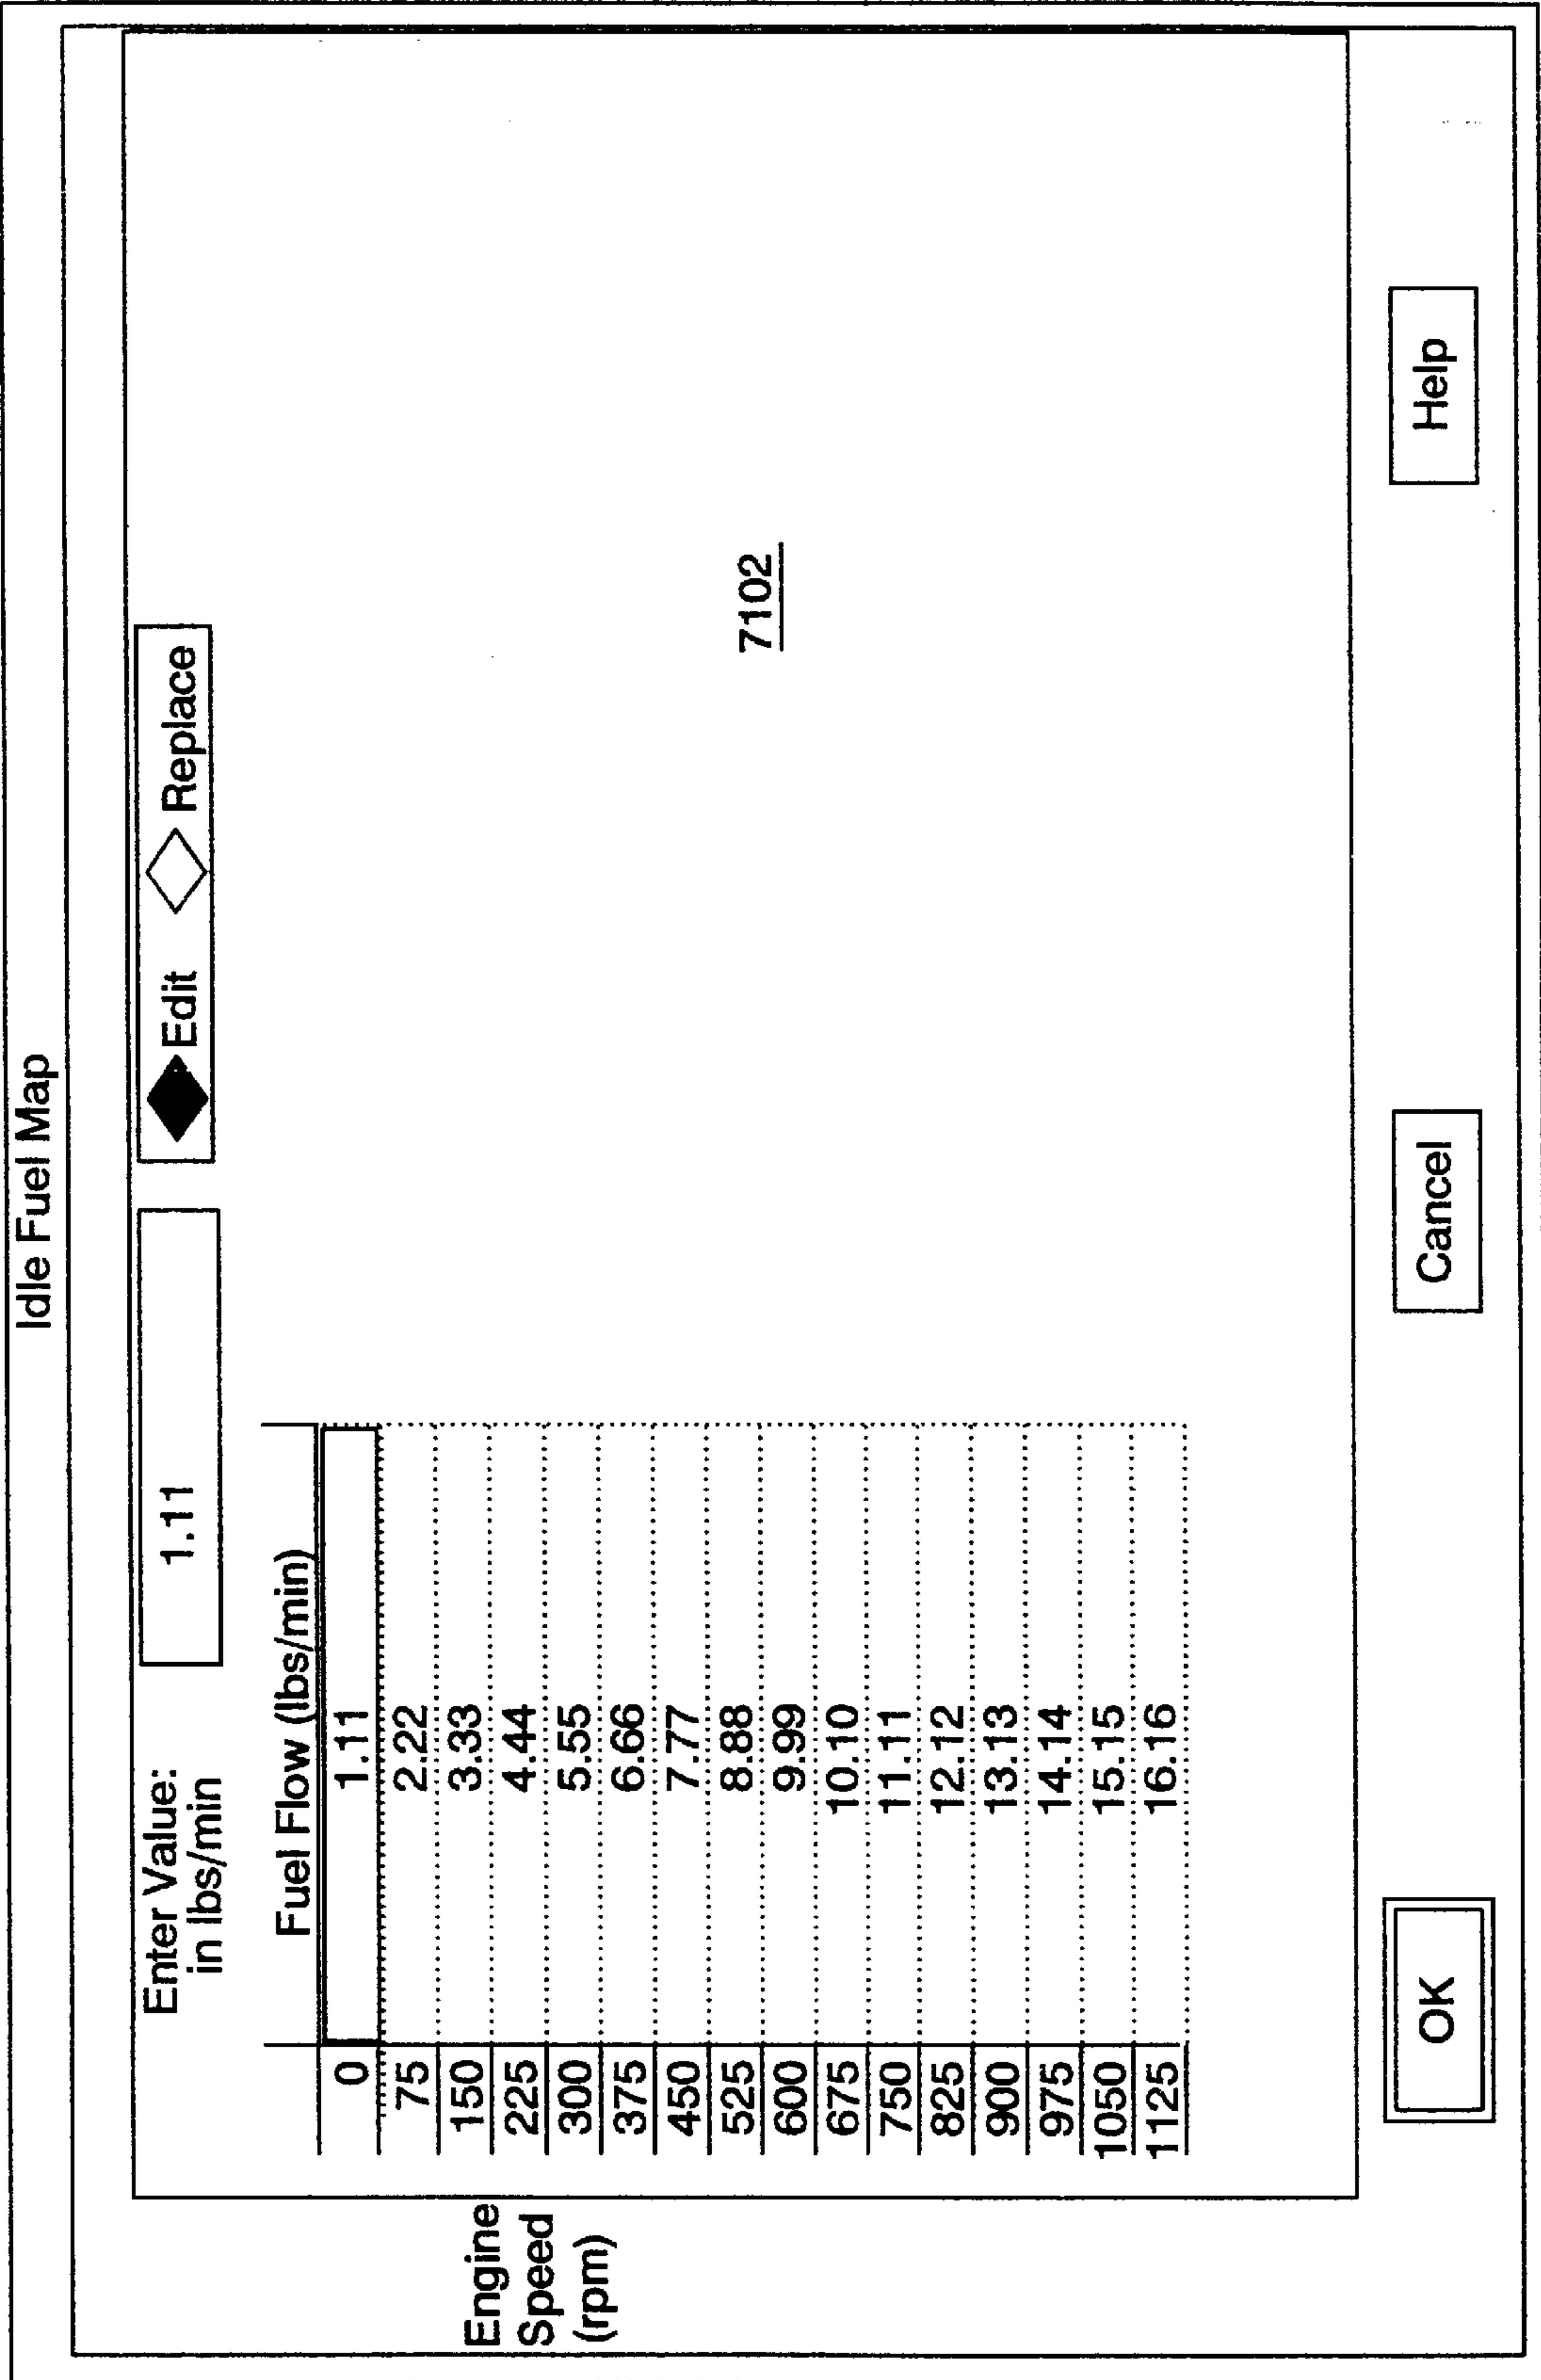 Idle Fuel Map
Enter Value: 1.11 Edit Replace
in lbs/min
Fuel Flow (lbs/min)
0 1.11
75 2.22
150 3.33
225 4.44
300 5.55
375 6.66
450 7.77
525 8.88
600 9.99
675 10.10
750 11.11
825 12.12
900 13.13
975 14.14
1050 15.15
1125 16.16
Engine
Speed
(rpm)
7102
OK Cancel Help